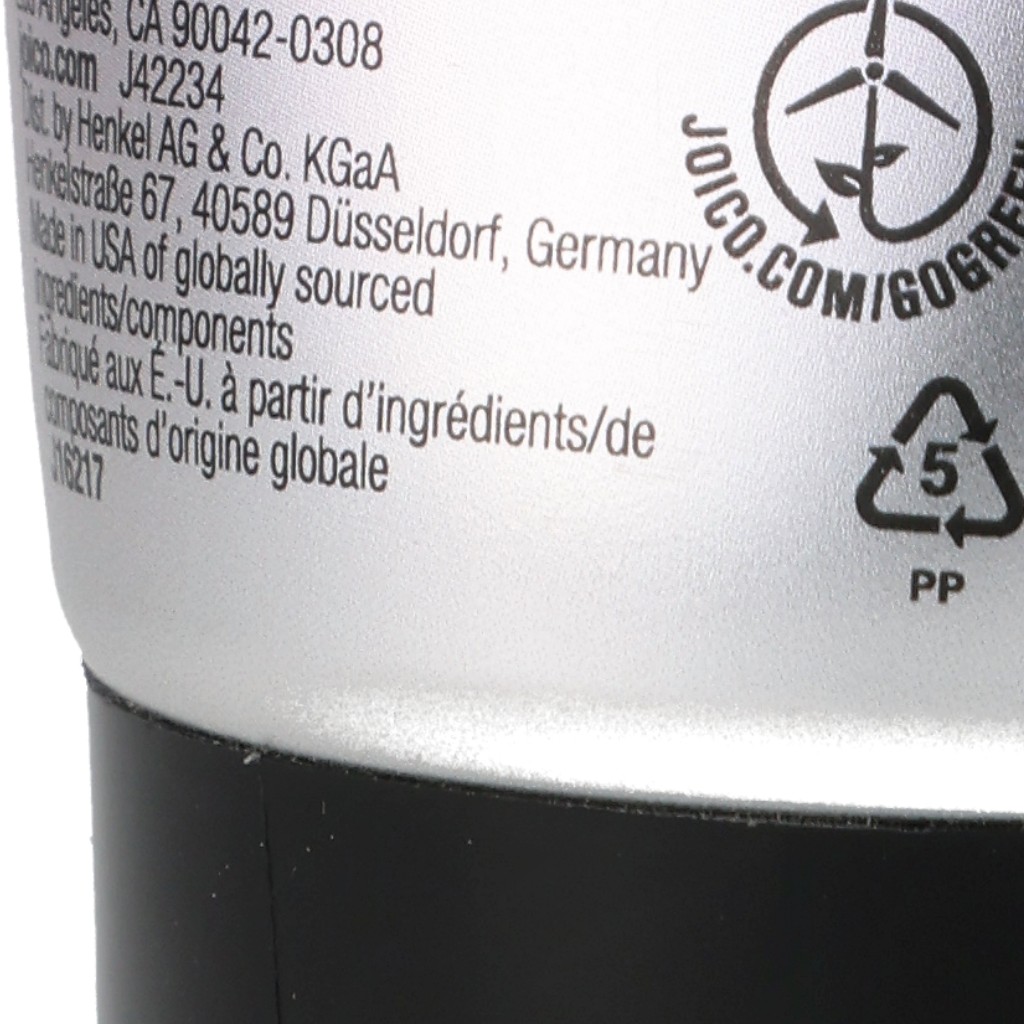 Los Angeles, CA 90042-0308
joico.com J42234
Dist. by Henkel AG & Co. KGaA
Henkelstraße 67, 40589 Düsseldorf, Germany
Made in USA of globally sourced
ingredients/components
Fabriqué aux É.-U. à partir d'ingrédients/de
composants d'origine globale
J16217
JOICO.COM/GOGREEN
5
PP